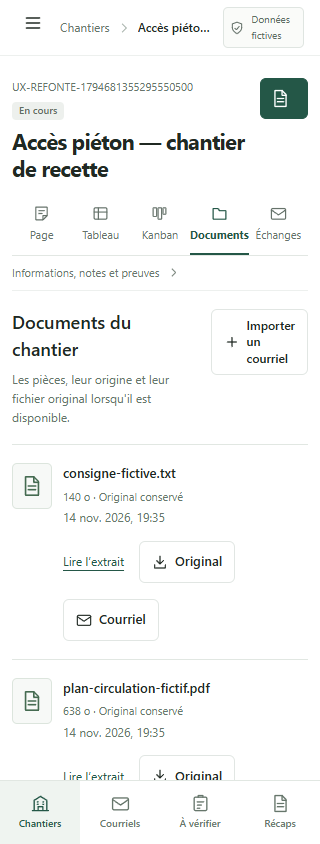 Chantiers > Accès piéto...
Données
fictives
UX-REFONTE-1794681355295550500
En cours
Accès piéton — chantier
de recette
Page
Tableau
Kanban
Documents
Échanges
Informations, notes et preuves
Documents du
chantier
Importer
un
courriel
Les pièces, leur origine et leur
fichier original lorsqu'il est
disponible.
consigne-fictive.txt
140 o · Original conservé
14 nov. 2026, 19:35
Lire l'extrait
Original
Courriel
plan-circulation-fictif.pdf
638 o · Original conservé
14 nov. 2026, 19:35
Lire l'extrait
Original
Chantiers
Courriels
À vérifier
Récaps